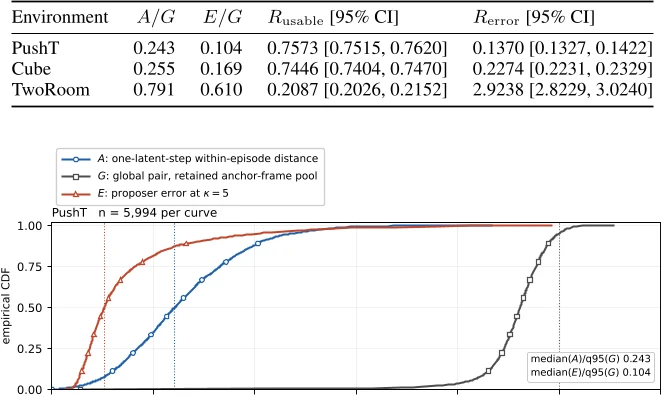 Environment A/G E/G R_usable [95% CI] R_error [95% CI]
PushT 0.243 0.104 0.7573 [0.7515, 0.7620] 0.1370 [0.1327, 0.1422]
Cube 0.255 0.169 0.7446 [0.7404, 0.7470] 0.2274 [0.2231, 0.2329]
TwoRoom 0.791 0.610 0.2087 [0.2026, 0.2152] 2.9238 [2.8229, 3.0240]
A: one-latent-step within-episode distance
G: global pair, retained anchor-frame pool
E: proposer error at κ = 5
PushT n = 5,994 per curve
1.00
0.75
0.50
0.25
0.00
empirical CDF
median(A)/q95(G) 0.243
median(E)/q95(G) 0.104